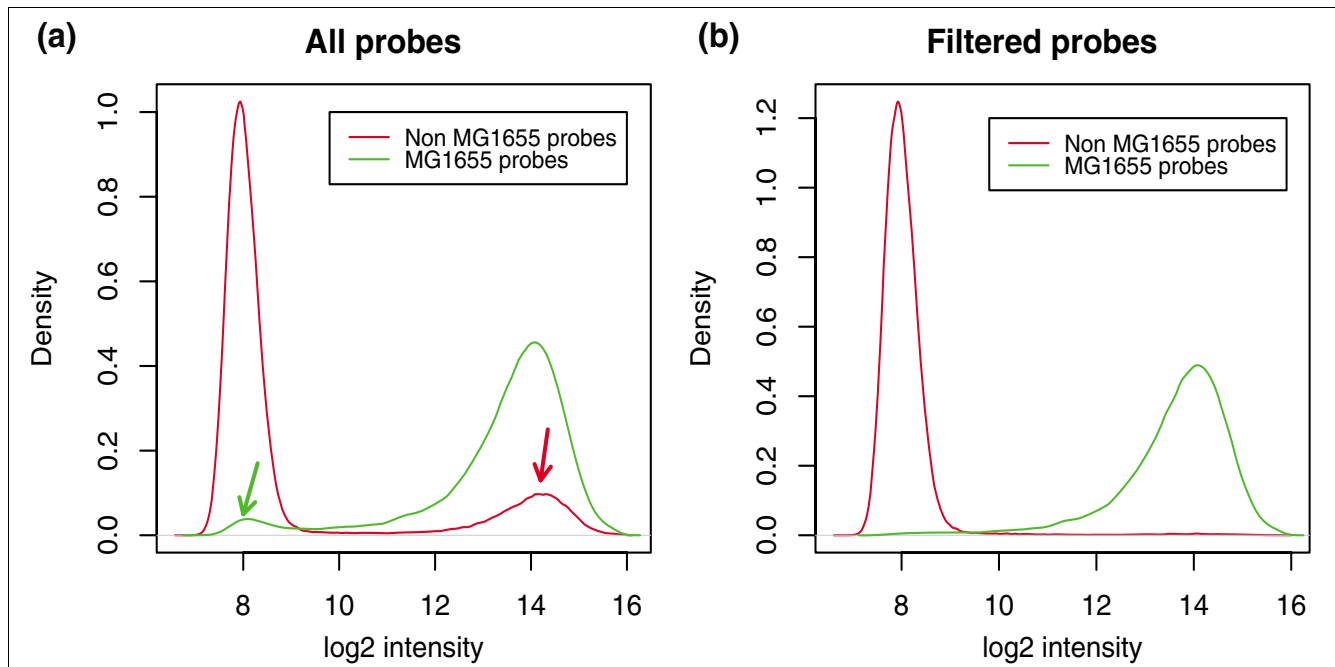 (a)
All probes
Non MG1655 probes
MG1655 probes
Density
0.0
0.2
0.4
0.6
0.8
1.0
8
10
12
14
16
log2 intensity
(b)
Filtered probes
Non MG1655 probes
MG1655 probes
Density
0.0
0.2
0.4
0.6
0.8
1.0
1.2
8
10
12
14
16
log2 intensity